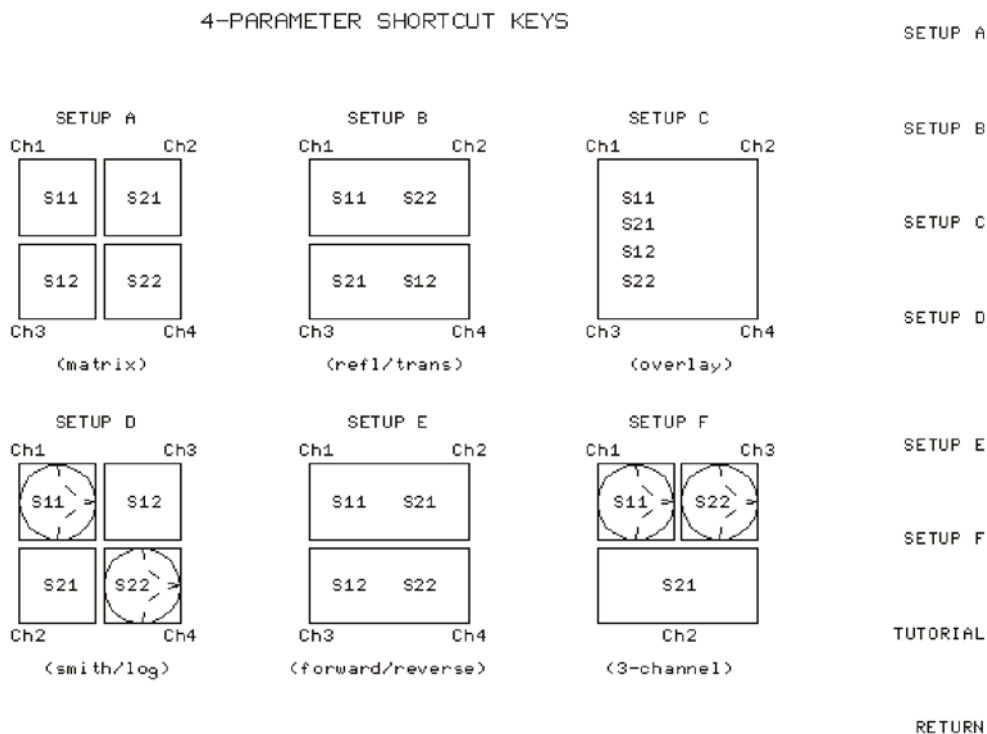 4-PARAMETER SHORTCUT KEYS
SETUP A
SETUP B
SETUP C
Ch1 Ch2
S11 S21
S12 S22
Ch3 Ch4
(matrix)
Ch1 Ch2
S11 S22
S21 S12
Ch3 Ch4
(refl/trans)
Ch1 Ch2
S11
S21
S12
S22
Ch3 Ch4
(overlay)
SETUP D
SETUP E
SETUP F
Ch1 Ch3
S11 S12
S21 S22
Ch2 Ch4
(smith/log)
Ch1 Ch2
S11 S21
S12 S22
Ch3 Ch4
(forward/reverse)
Ch1 Ch3
S11 S22
S21
Ch2
(3-channel)
SETUP A
SETUP B
SETUP C
SETUP D
SETUP E
SETUP F
TUTORIAL
RETURN